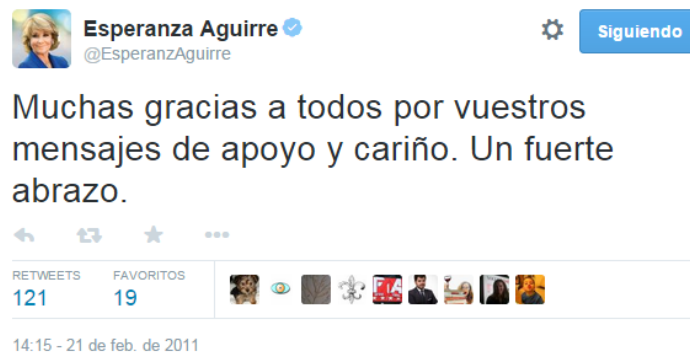 Esperanza Aguirre
@EsperanzAguirre
Siguiendo
Muchas gracias a todos por vuestros
mensajes de apoyo y cariño. Un fuerte
abrazo.
RETWEETS FAVORITOS
121 19
14:15 - 21 de feb. de 2011